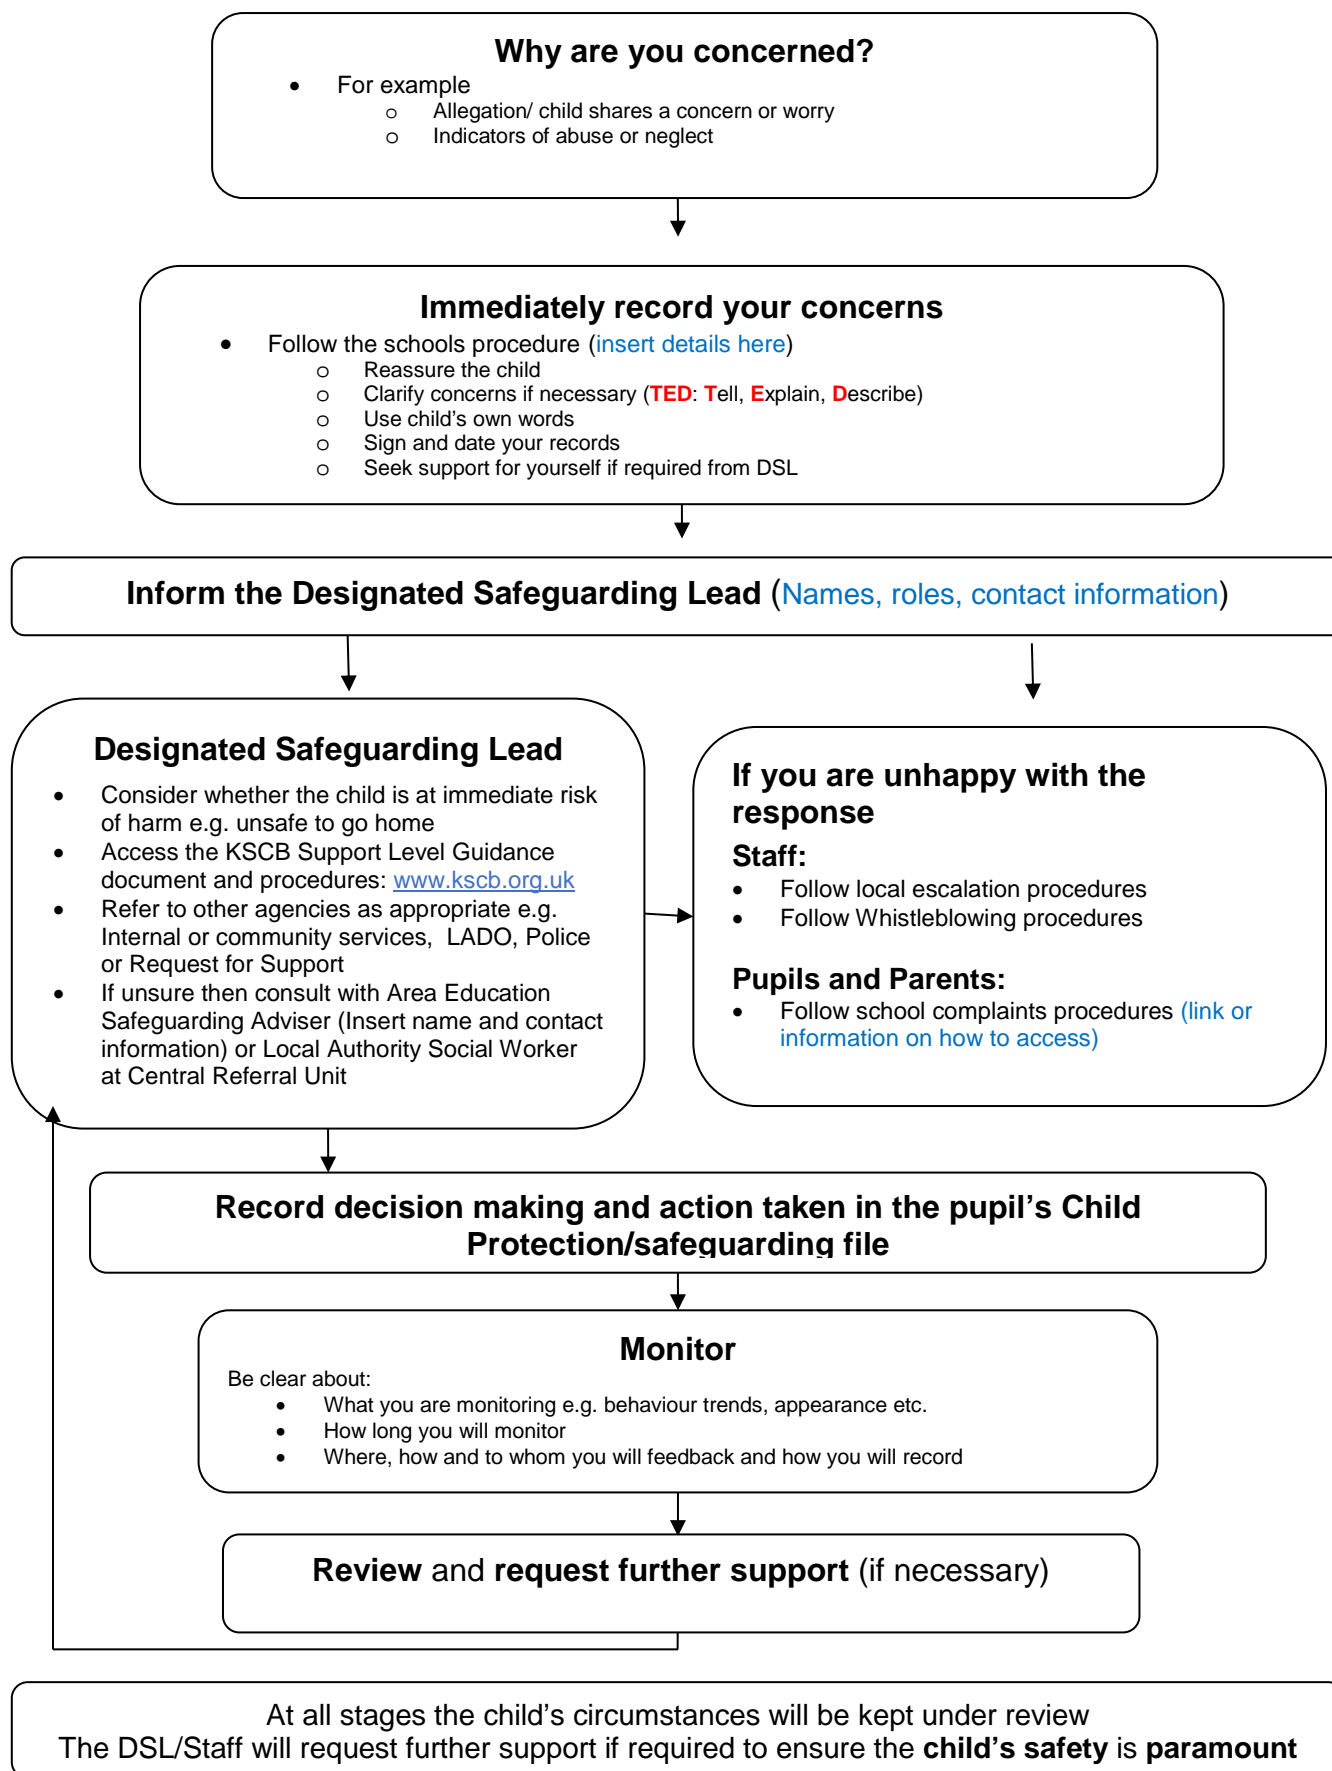 Why are you concerned?
• For example
o Allegation/ child shares a concern or worry
o Indicators of abuse or neglect
Immediately record your concerns
• Follow the schools procedure (insert details here)
o Reassure the child
o Clarify concerns if necessary (TED: Tell, Explain, Describe)
o Use child's own words
o Sign and date your records
o Seek support for yourself if required from DSL
Inform the Designated Safeguarding Lead (Names, roles, contact information)
Designated Safeguarding Lead
• Consider whether the child is at immediate risk
of harm e.g. unsafe to go home
• Access the KSCB Support Level Guidance
document and procedures: www.kscb.org.uk
• Refer to other agencies as appropriate e.g.
Internal or community services, LADO, Police
or Request for Support
• If unsure then consult with Area Education
Safeguarding Adviser (Insert name and contact
information) or Local Authority Social Worker
at Central Referral Unit
If you are unhappy with the
response
Staff:
• Follow local escalation procedures
• Follow Whistleblowing procedures
Pupils and Parents:
• Follow school complaints procedures (link or
information on how to access)
Record decision making and action taken in the pupil's Child
Protection/safeguarding file
Monitor
Be clear about:
• What you are monitoring e.g. behaviour trends, appearance etc.
• How long you will monitor
• Where, how and to whom you will feedback and how you will record
Review and request further support (if necessary)
At all stages the child's circumstances will be kept under review
The DSL/Staff will request further support if required to ensure the child's safety is paramount